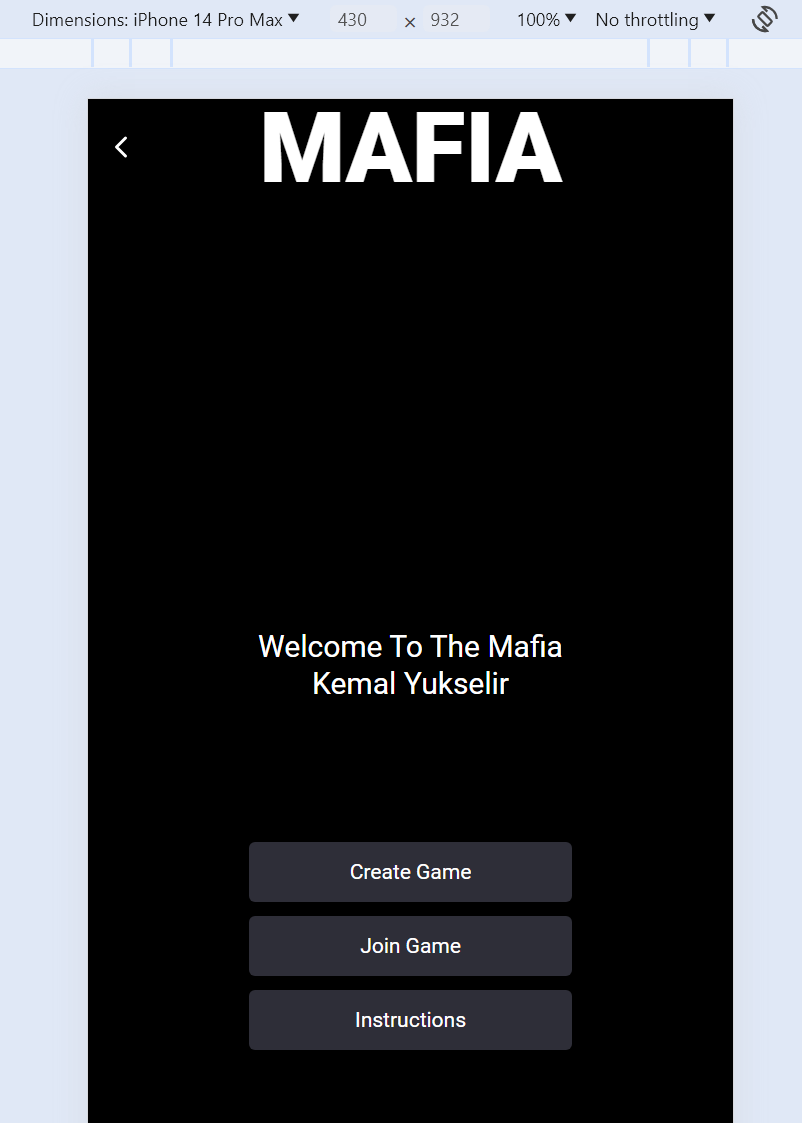 Dimensions: iPhone 14 Pro Max 430 × 932 100% No throttling
MAFIA
Welcome To The Mafia
Kemal Yukselir
Create Game
Join Game
Instructions